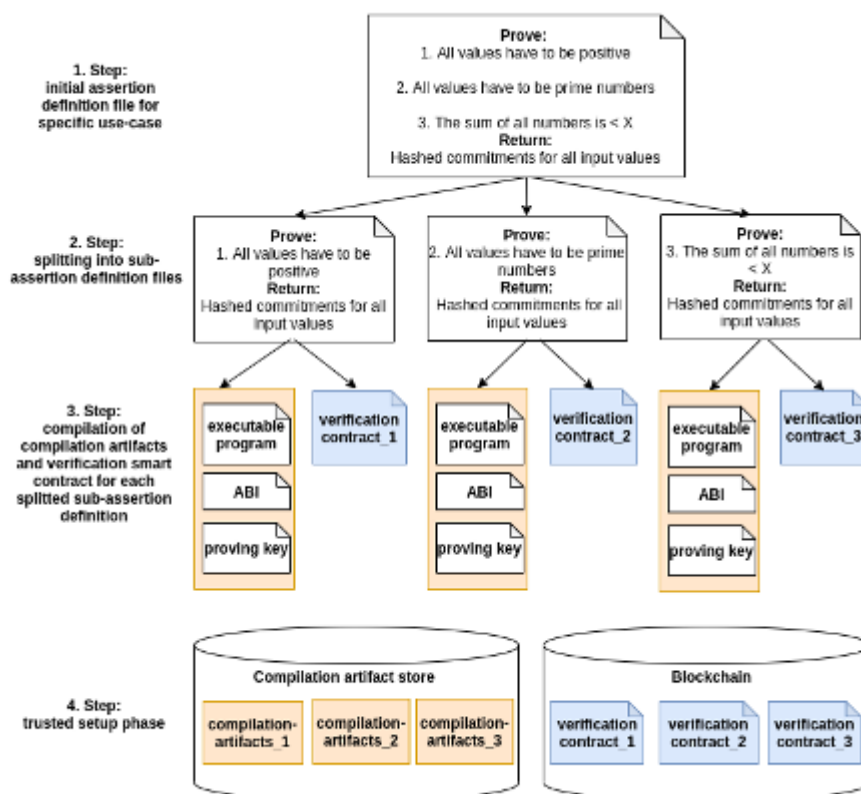 1. Step:
initial assertion
definition file for
specific use-case
Prove:
1. All values have to be positive
2. All values have to be prime numbers
3. The sum of all numbers is < X
Return:
Hashed commitments for all input values
2. Step:
splitting into sub-
assertion definition files
Prove:
1. All values have to be
positive
Return:
Hashed commitments for all
input values
Prove:
2. All values have to be prime
numbers
Return:
Hashed commitments for all
input values
Prove:
3. The sum of all numbers is
< X
Return:
Hashed commitments for all
input values
3. Step:
compilation of
compilation artifacts
and verification smart
contract for each
splitted sub-assertion
definition
executable
program
ABI
proving key
verification
contract_1
executable
program
ABI
proving key
verification
contract_2
executable
program
ABI
proving key
verification
contract_3
4. Step:
trusted setup phase
Compilation artifact store
compilation-
artifacts_1
compilation-
artifacts_2
compilation-
artifacts_3
Blockchain
verification
contract_1
verification
contract_2
verification
contract_3